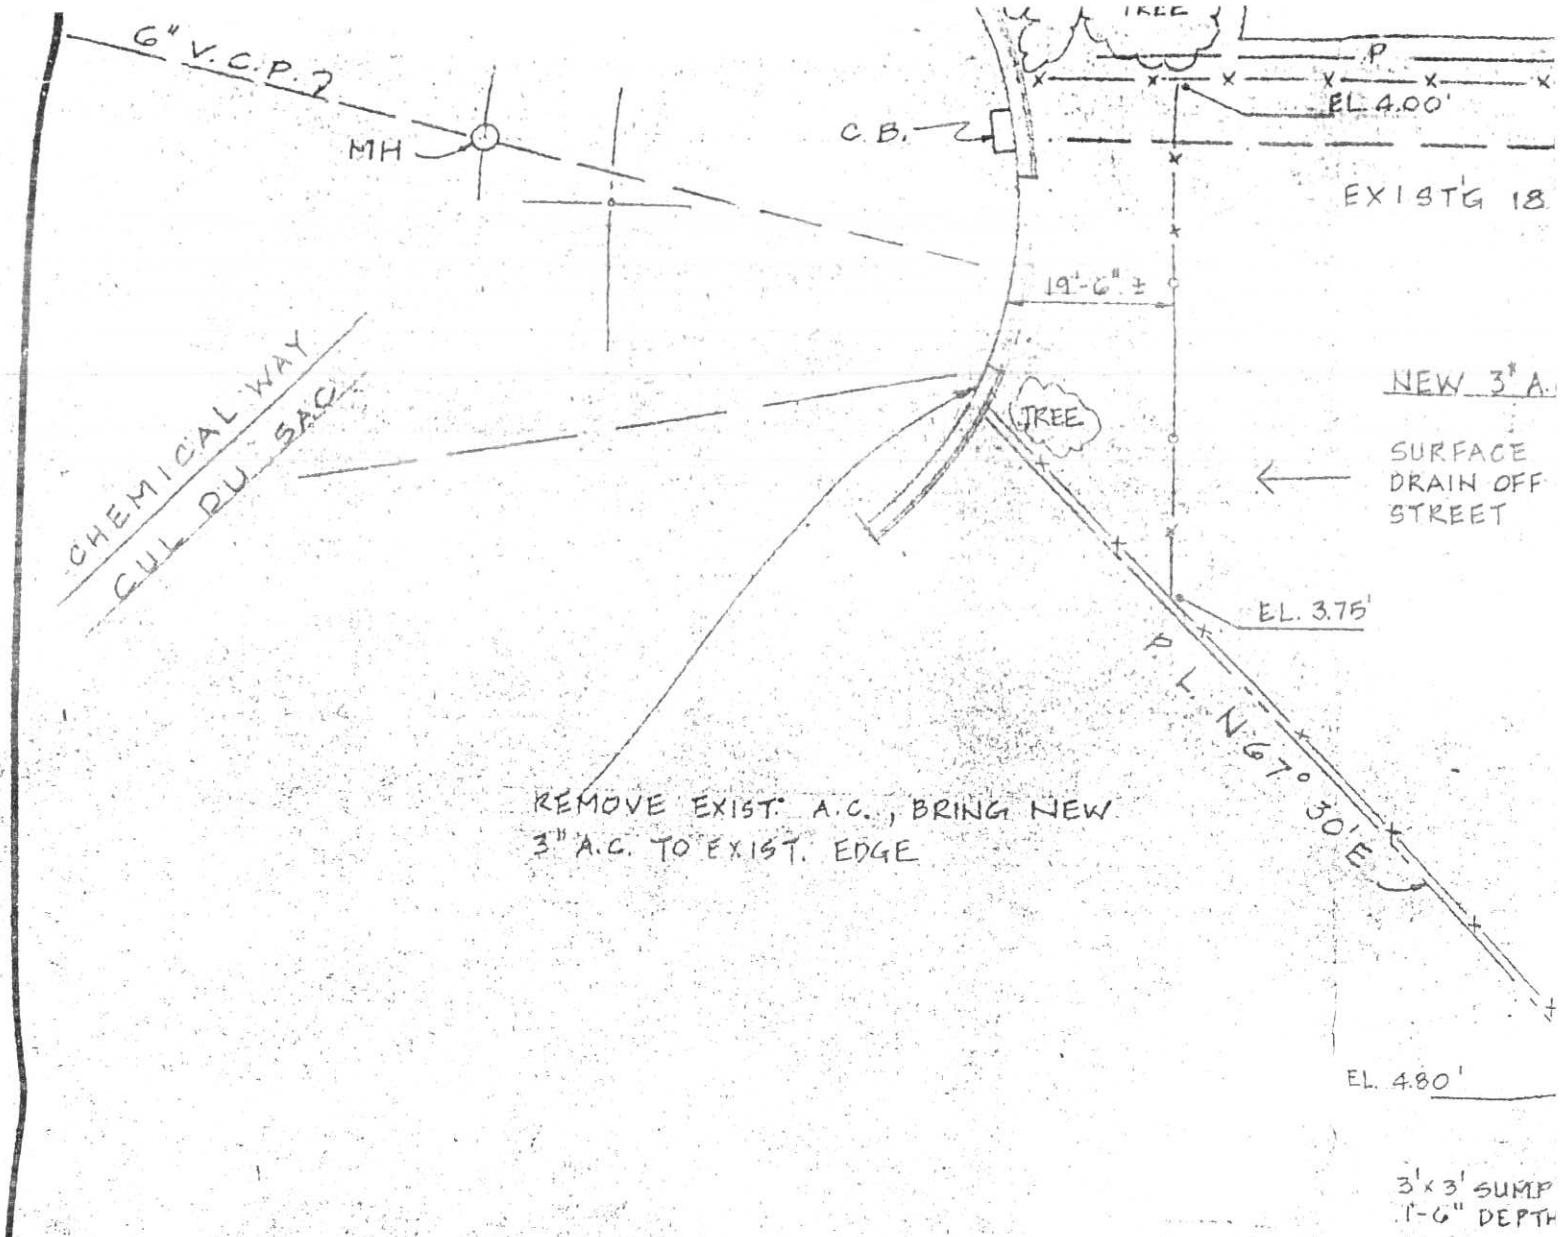 TREE
6" V.C.P.
P
EL. 4.00'
C.B.
MH
EXIST'G 18
19'-6" ±
CHEMICAL WAY
CUL DU SAC
NEW 3" A.
TREE
SURFACE
DRAIN OFF
STREET
EL. 3.75'
P. L. N 67° 30' E
REMOVE EXIST. A.C., BRING NEW
3" A.C. TO EXIST. EDGE
EL. 4.80'
3' x 3' SUMP
1'-6" DEPTH